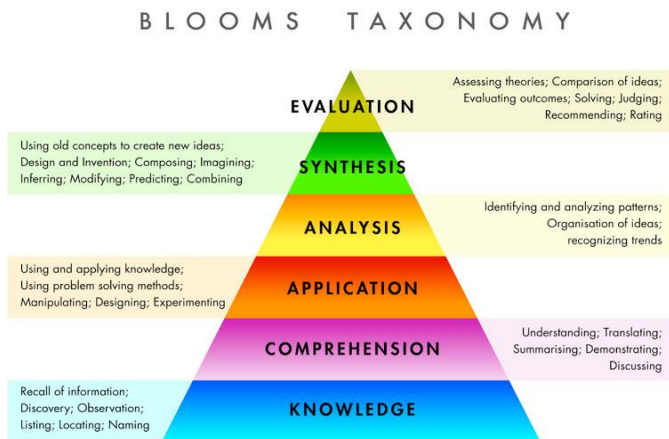 BLOOMS TAXONOMY
EVALUATION
Assessing theories; Comparison of ideas;
Evaluating outcomes; Solving; Judging;
Recommending; Rating
Using old concepts to create new ideas;
Design and Invention; Composing; Imagining;
Inferring; Modifying; Predicting; Combining
SYNTHESIS
ANALYSIS
Identifying and analyzing patterns;
Organisation of ideas;
recognizing trends
Using and applying knowledge;
Using problem solving methods;
Manipulating; Designing; Experimenting
APPLICATION
COMPREHENSION
Understanding; Translating;
Summarising; Demonstrating;
Discussing
Recall of information;
Discovery; Observation;
Listing; Locating; Naming
KNOWLEDGE